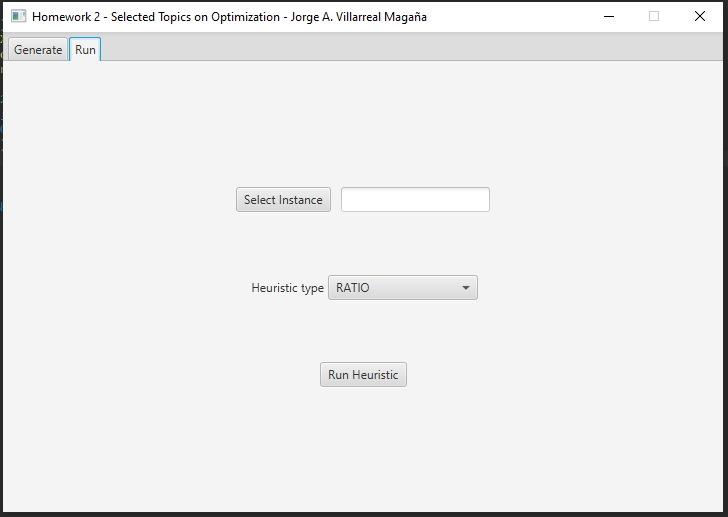 Homework 2 - Selected Topics on Optimization - Jorge A. Villarreal Magaña
Generate Run
Select Instance
Heuristic type RATIO
Run Heuristic